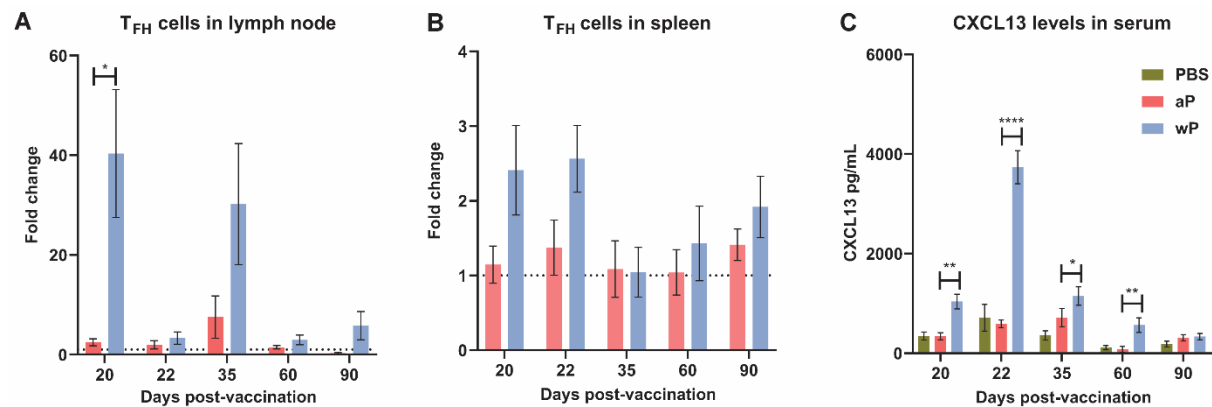 A
T_FH cells in lymph node
Fold change
60
40
20
0
*
20 22 35 60 90
Days post-vaccination
B
T_FH cells in spleen
Fold change
4
3
2
1
0
20 22 35 60 90
Days post-vaccination
C
CXCL13 levels in serum
CXCL13 pg/mL
6000
4000
2000
0
**
****
*
**
PBS
aP
wP
20 22 35 60 90
Days post-vaccination